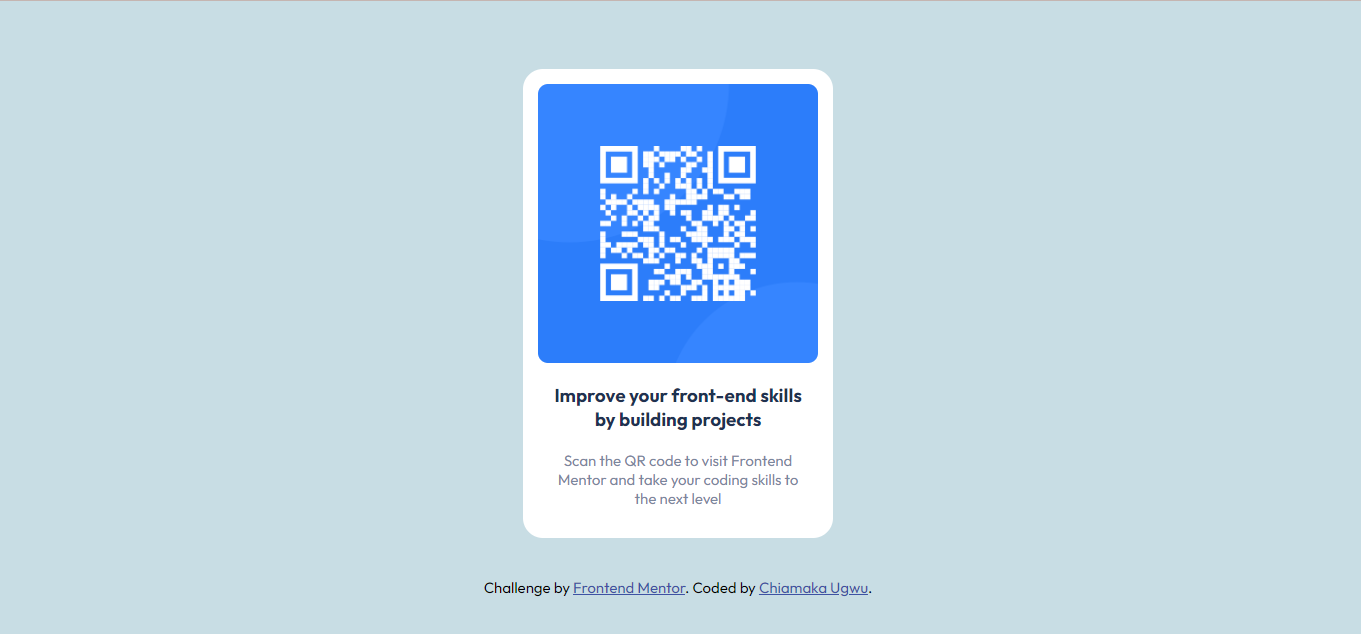 Improve your front-end skills
by building projects
Scan the QR code to visit Frontend
Mentor and take your coding skills to
the next level
Challenge by Frontend Mentor. Coded by Chiamaka Ugwu.